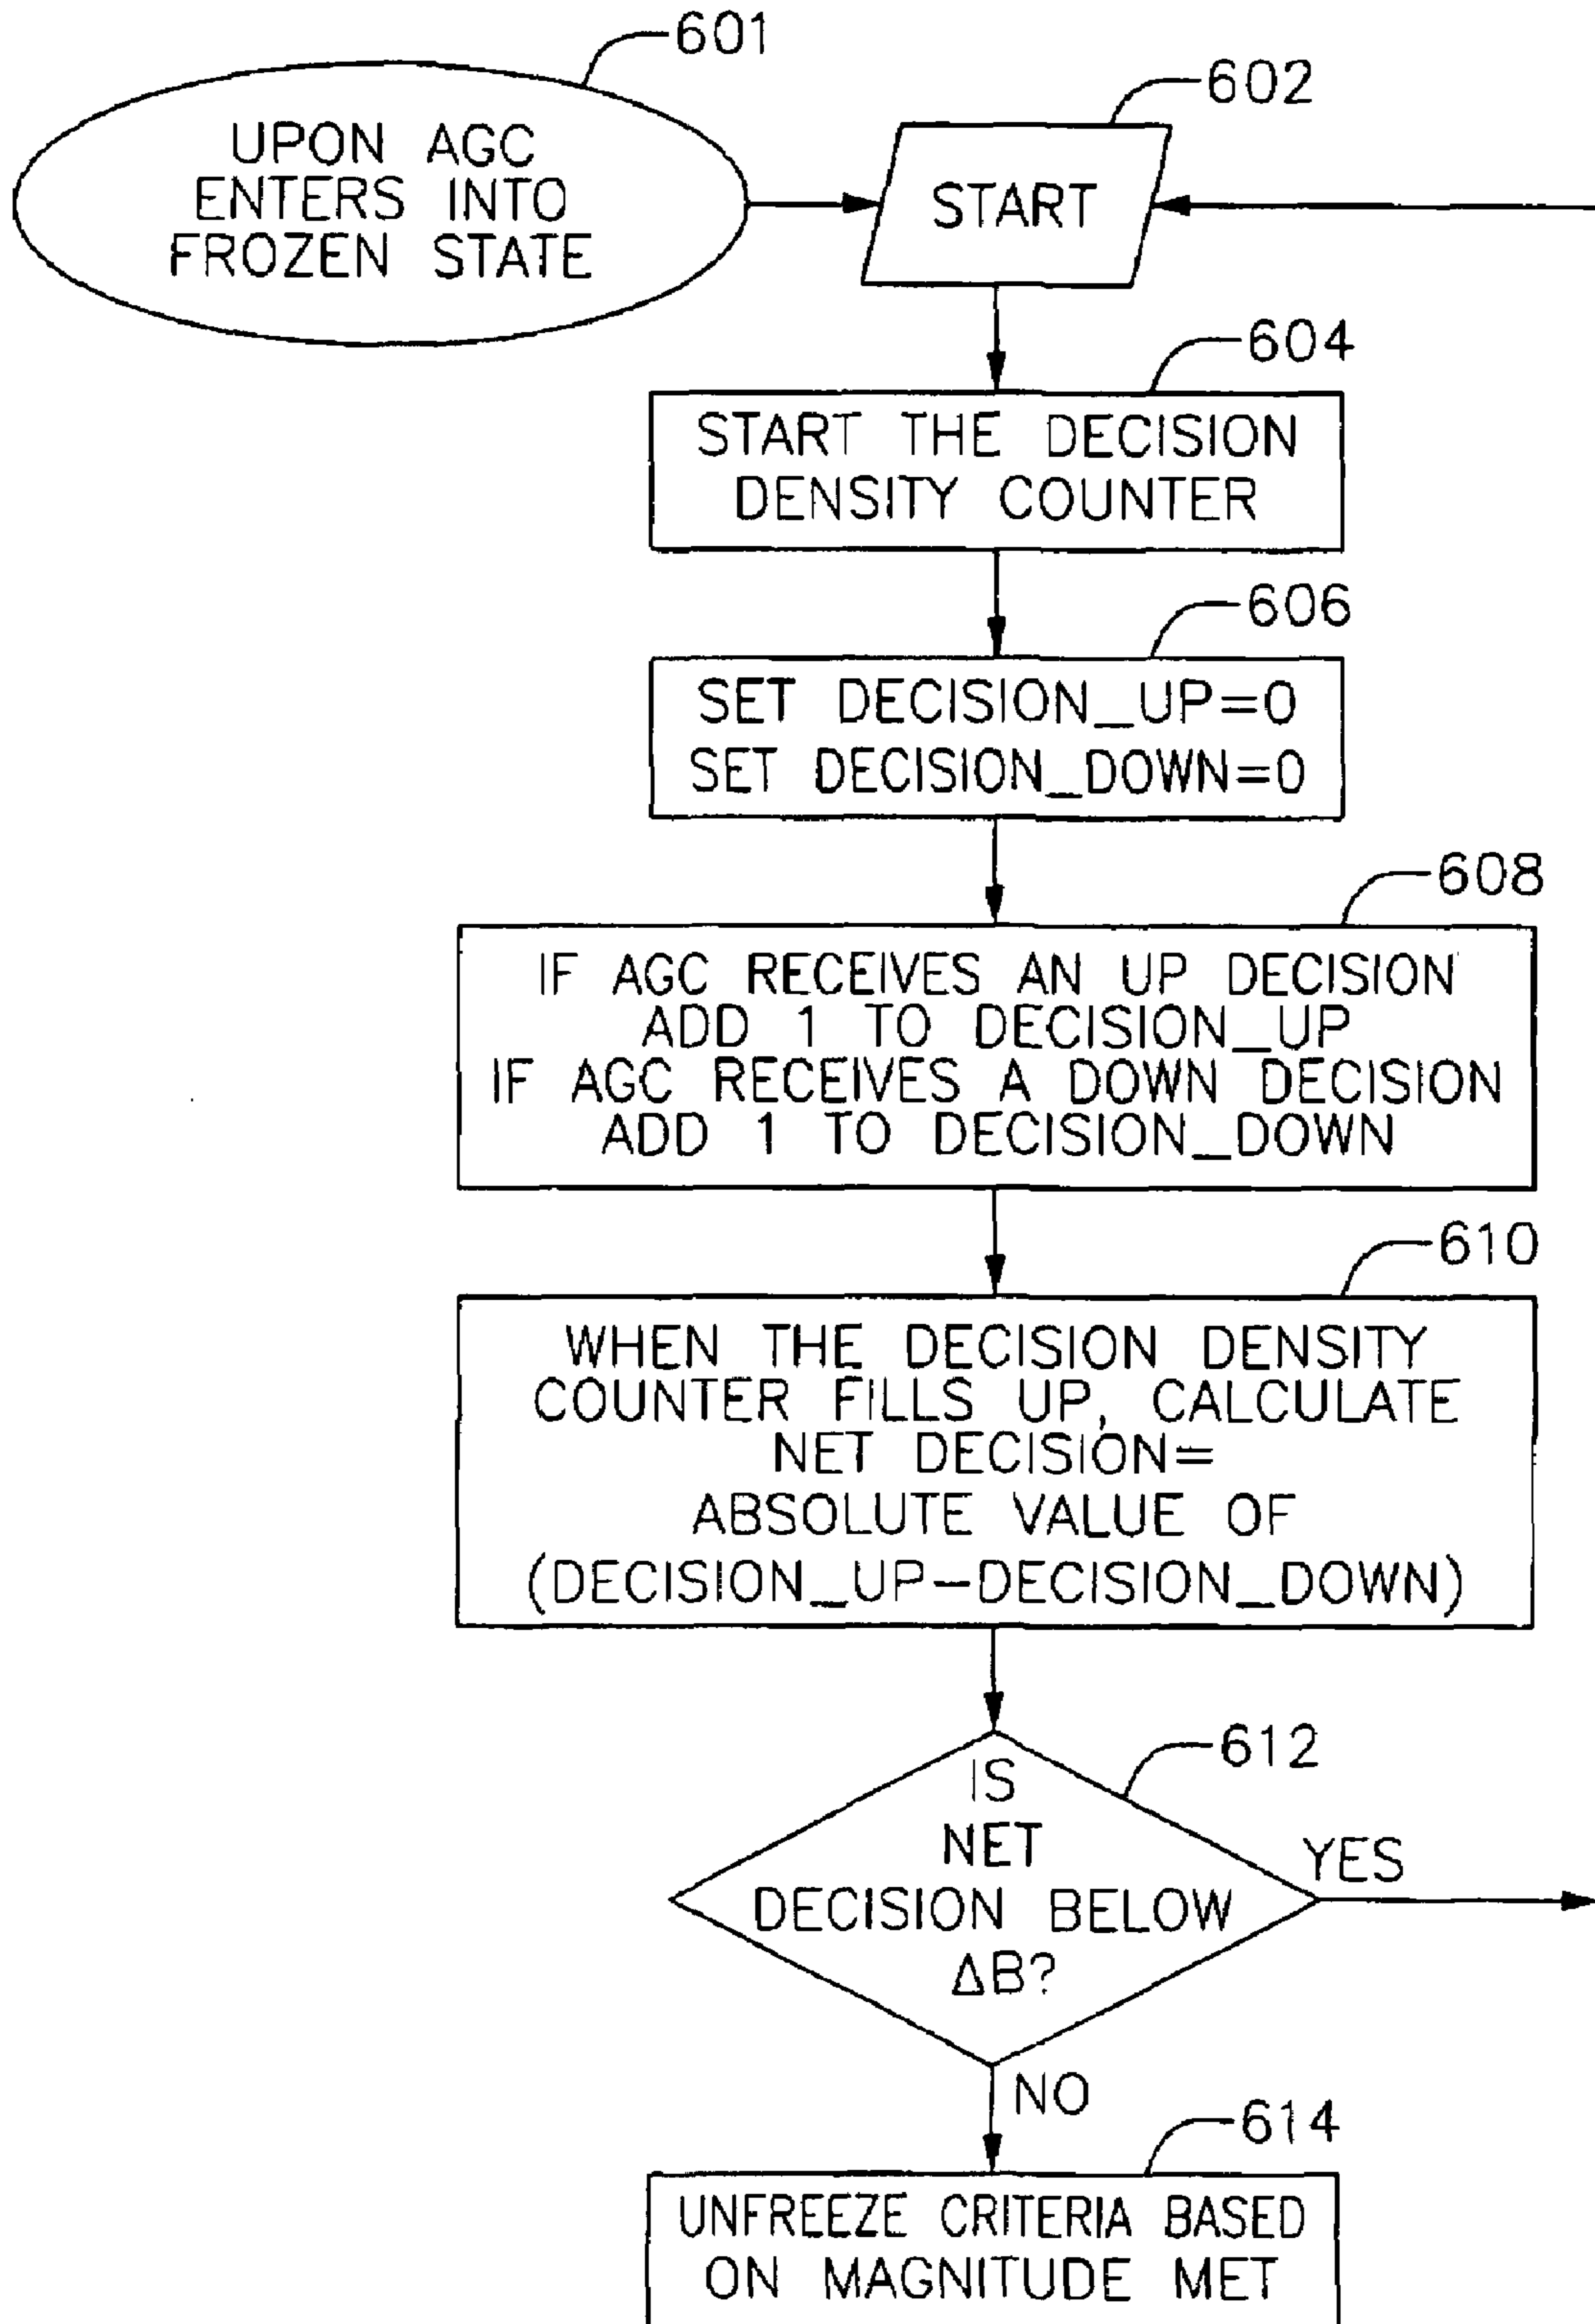 601
UPON AGC
ENTERS INTO
FROZEN STATE
602
START
604
START THE DECISION
DENSITY COUNTER
606
SET DECISION_UP=0
SET DECISION_DOWN=0
608
IF AGC RECEIVES AN UP DECISION
ADD 1 TO DECISION_UP
IF AGC RECEIVES A DOWN DECISION
ADD 1 TO DECISION_DOWN
610
WHEN THE DECISION DENSITY
COUNTER FILLS UP, CALCULATE
NET DECISION=
ABSOLUTE VALUE OF
(DECISION_UP-DECISION_DOWN)
612
IS
NET
DECISION BELOW
ΔB?
YES
NO
614
UNFREEZE CRITERIA BASED
ON MAGNITUDE MET